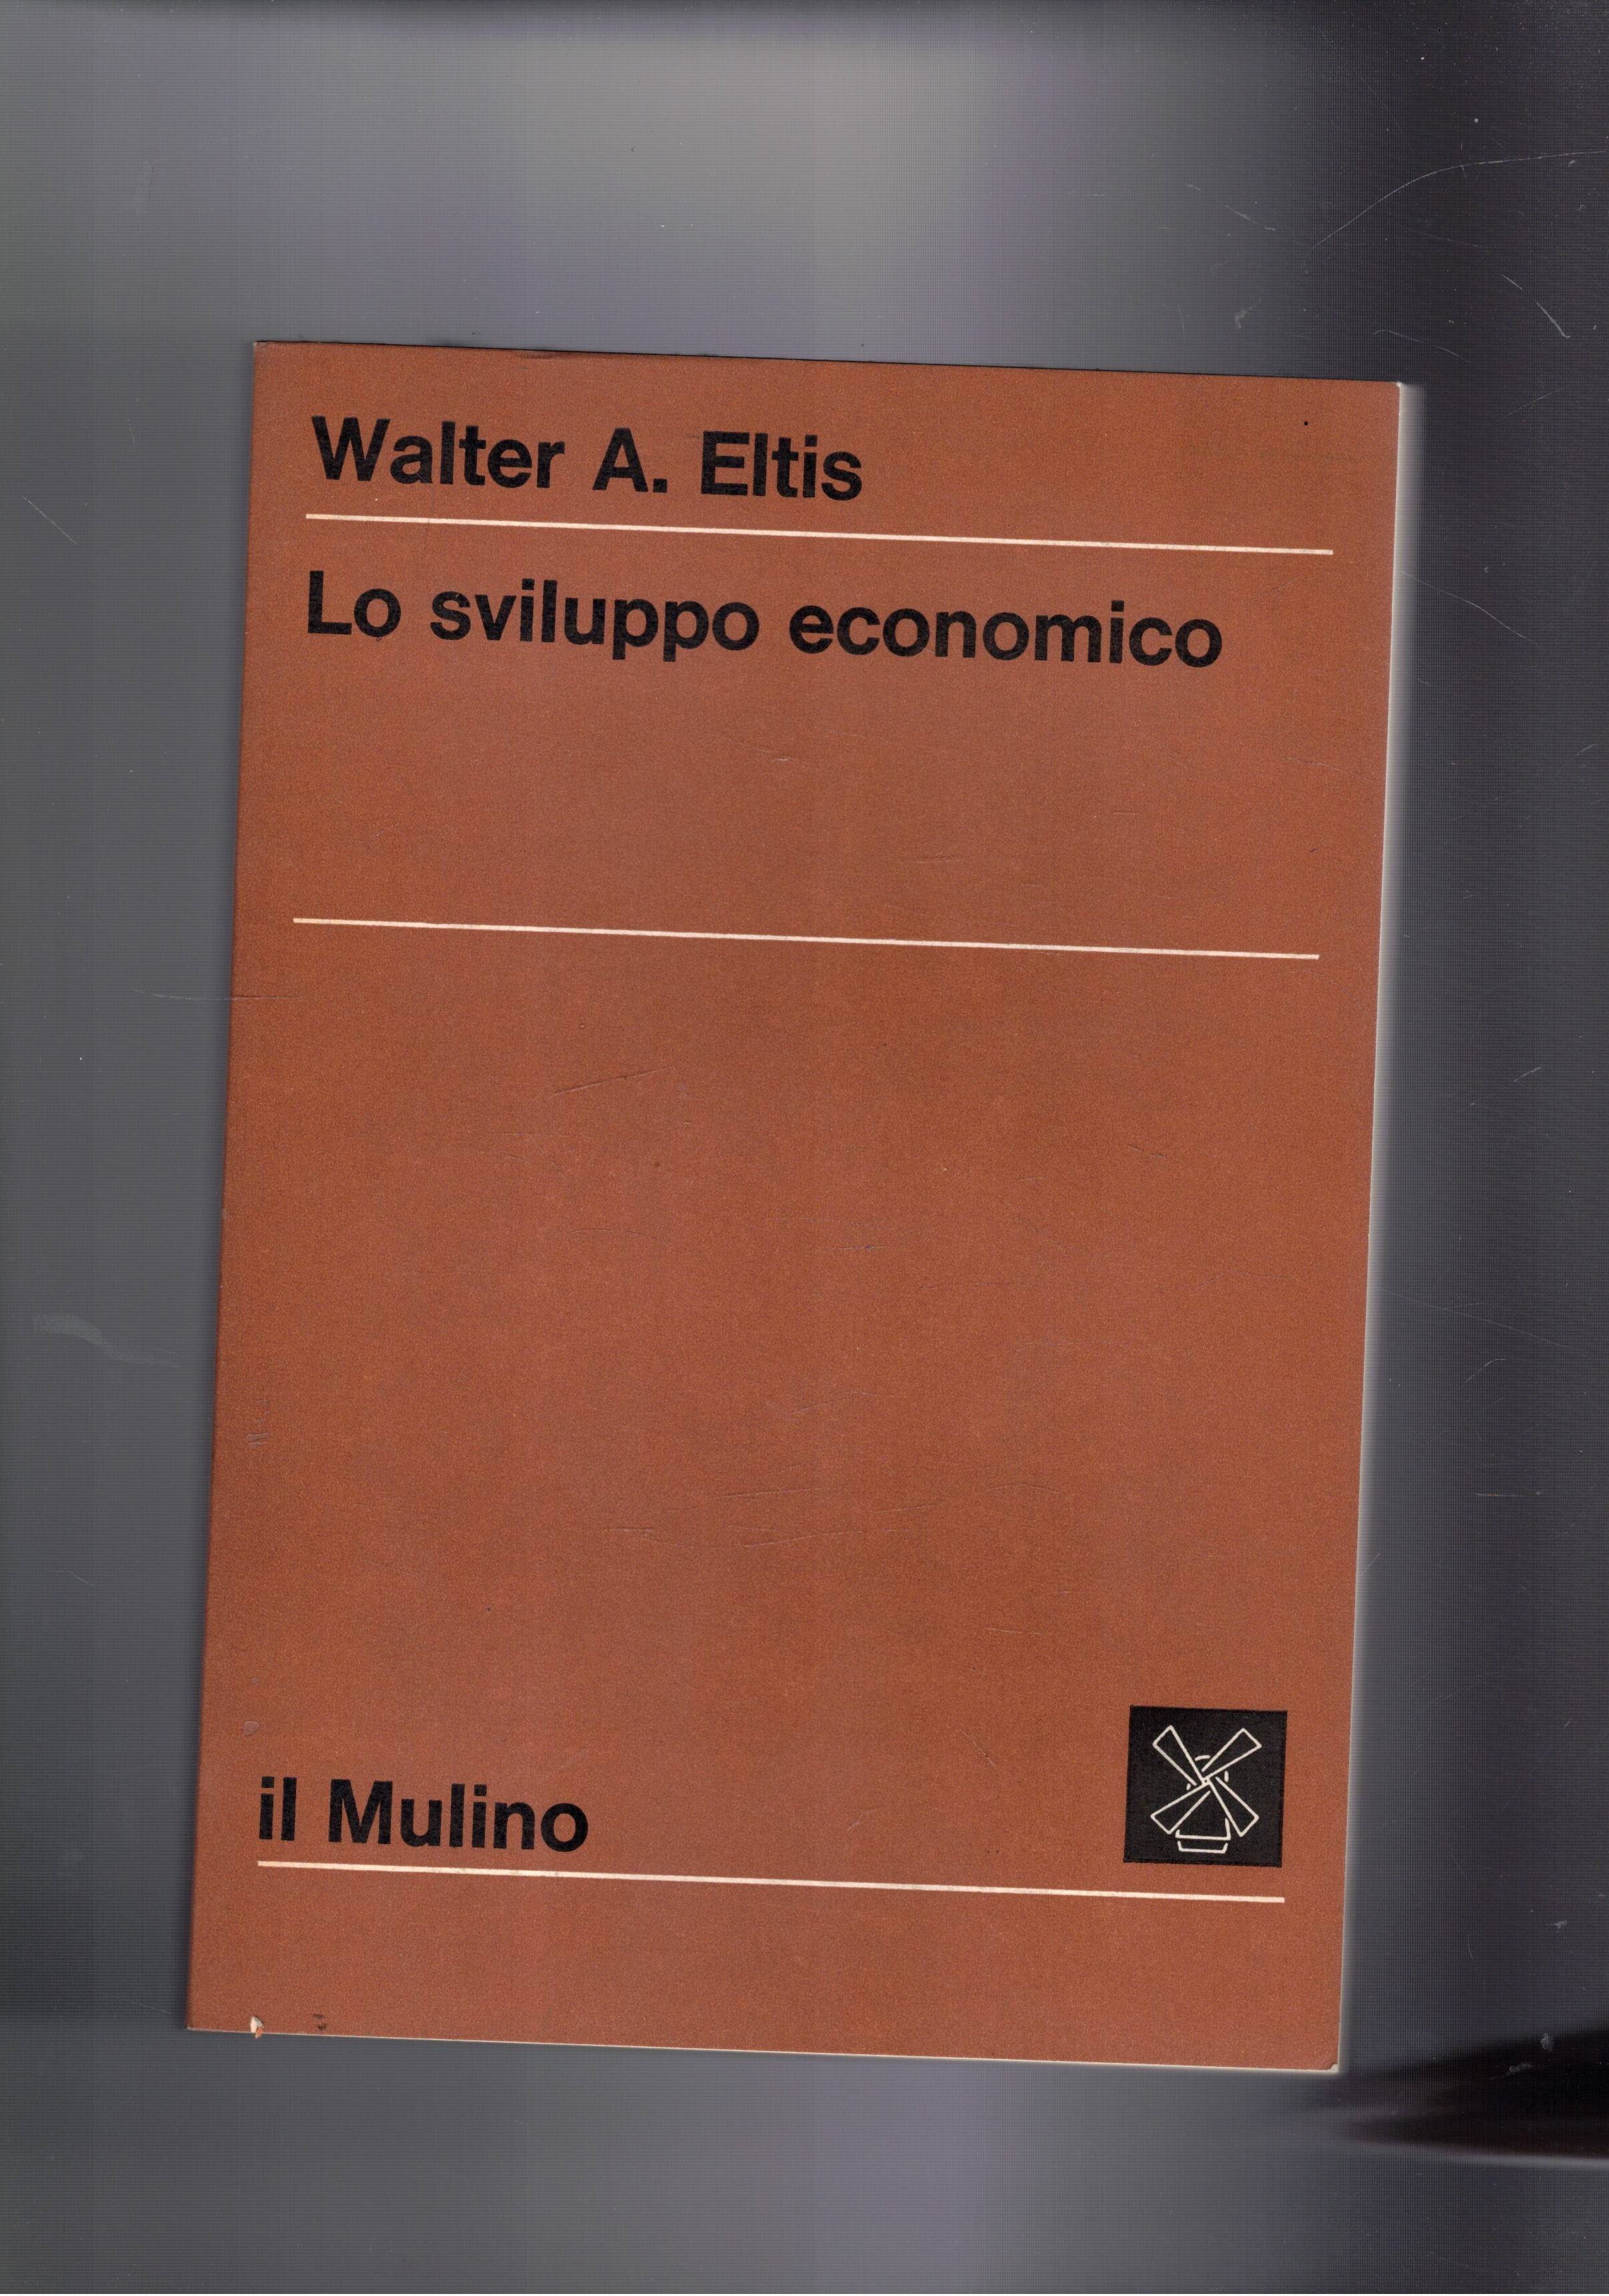 Walter A. Eltis
Lo sviluppo economico
il Mulino